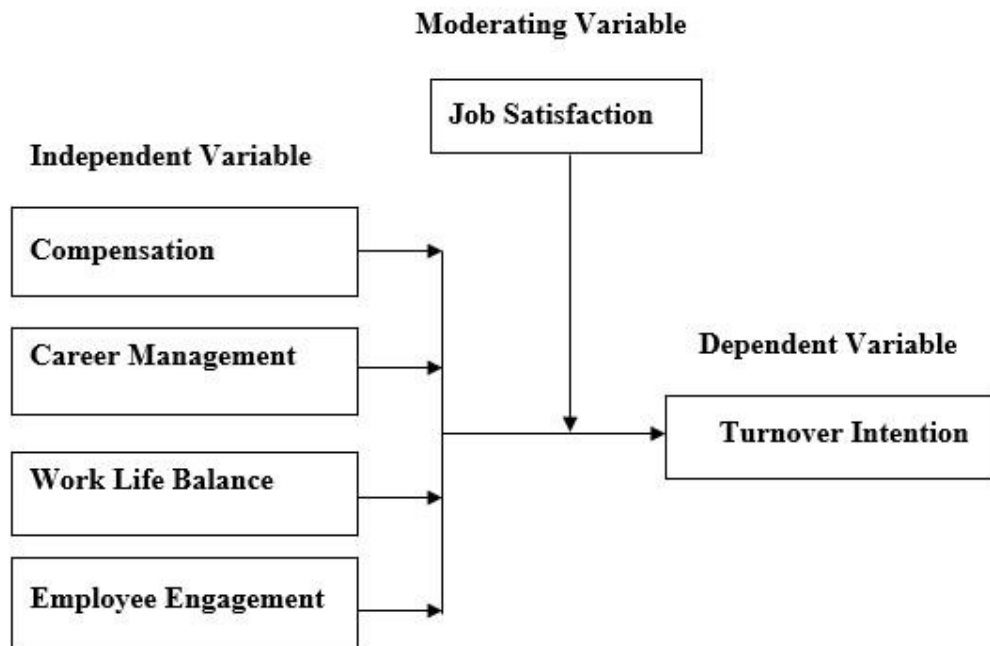 Moderating Variable
Job Satisfaction
Independent Variable
Compensation
Career Management
Dependent Variable
Turnover Intention
Work Life Balance
Employee Engagement